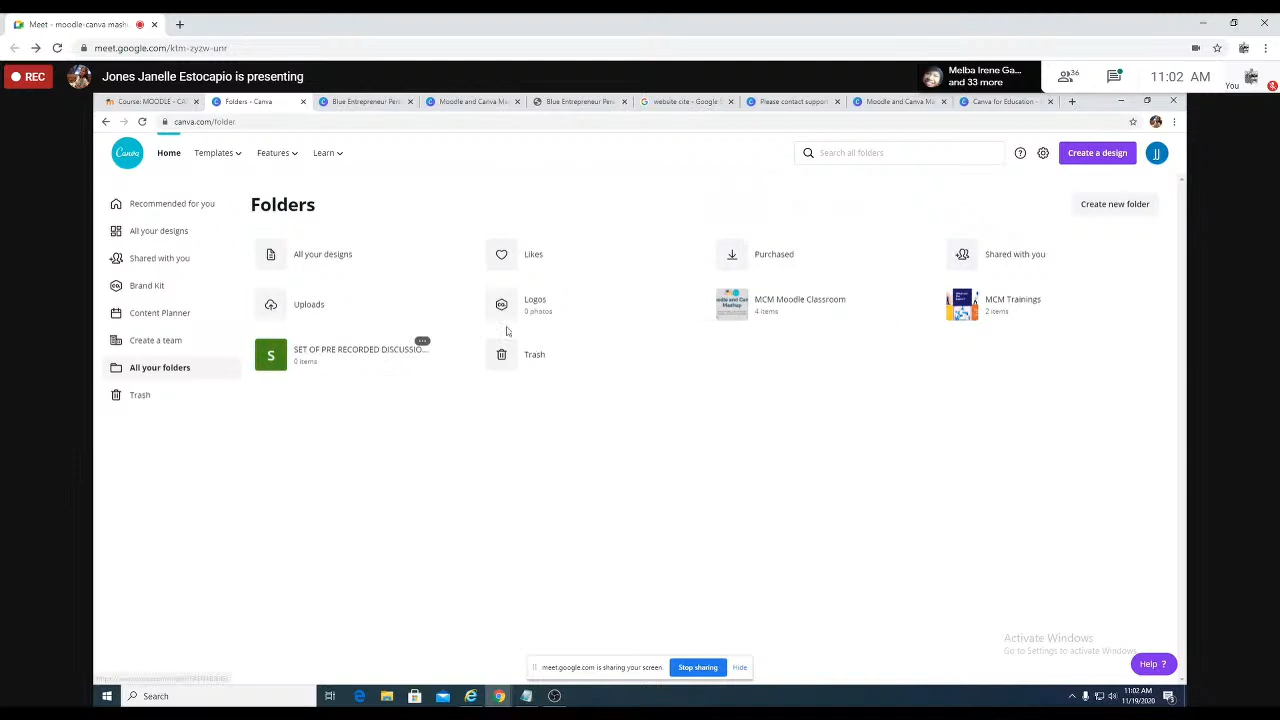 Meet - moodle-canva mash
meet.google.com/ktm-zyzw-unr
REC
Jones Janelle Estocapio is presenting
Melba Irene Ga...
and 33 more
36
11:02 AM
You
Course: MOODLE - CA
Folders - Canva
Blue Entrepreneur Per
Moodle and Canva Ma
Blue Entrepreneur Per
website cite - Google S
Please contact support
Moodle and Canva Ma
Canva for Education - A
canva.com/folder
Canva
Home
Templates
Features
Learn
Search all folders
Create a design
JJ
Recommended for you
All your designs
Shared with you
Brand Kit
Content Planner
Create a team
All your folders
Trash
Folders
Create new folder
All your designs
Likes
Purchased
Shared with you
Uploads
Logos
0 photos
MCM Moodle Classroom
4 items
MCM Trainings
2 items
S
SET OF PRE RECORDED DISCUSSIO...
0 items
Trash
Activate Windows
Go to Settings to activate Windows.
Help ?
meet.google.com is sharing your screen.
Stop sharing
Hide
Search
11:02 AM
11/19/2020
3